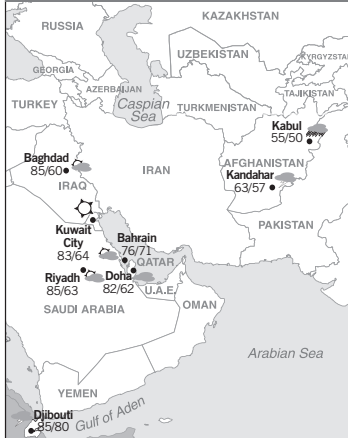 KAZAKHSTAN
RUSSIA
UZBEKISTAN
KYRGYZSTAN
GEORGIA
TAJIKISTAN
AZERBAIJAN
Caspian
Sea
TURKEY
TURKMENISTAN
Kabul
55/50
Baghdad
85/60
IRAN
AFGHANISTAN
Kandahar
63/57
IRAQ
PAKISTAN
Kuwait
City
83/64
Bahrain
76/71
QATAR
Riyadh
85/63
Doha
82/62
U.A.E.
OMAN
SAUDI ARABIA
Arabian Sea
YEMEN
Djibouti
85/80
Gulf of Aden